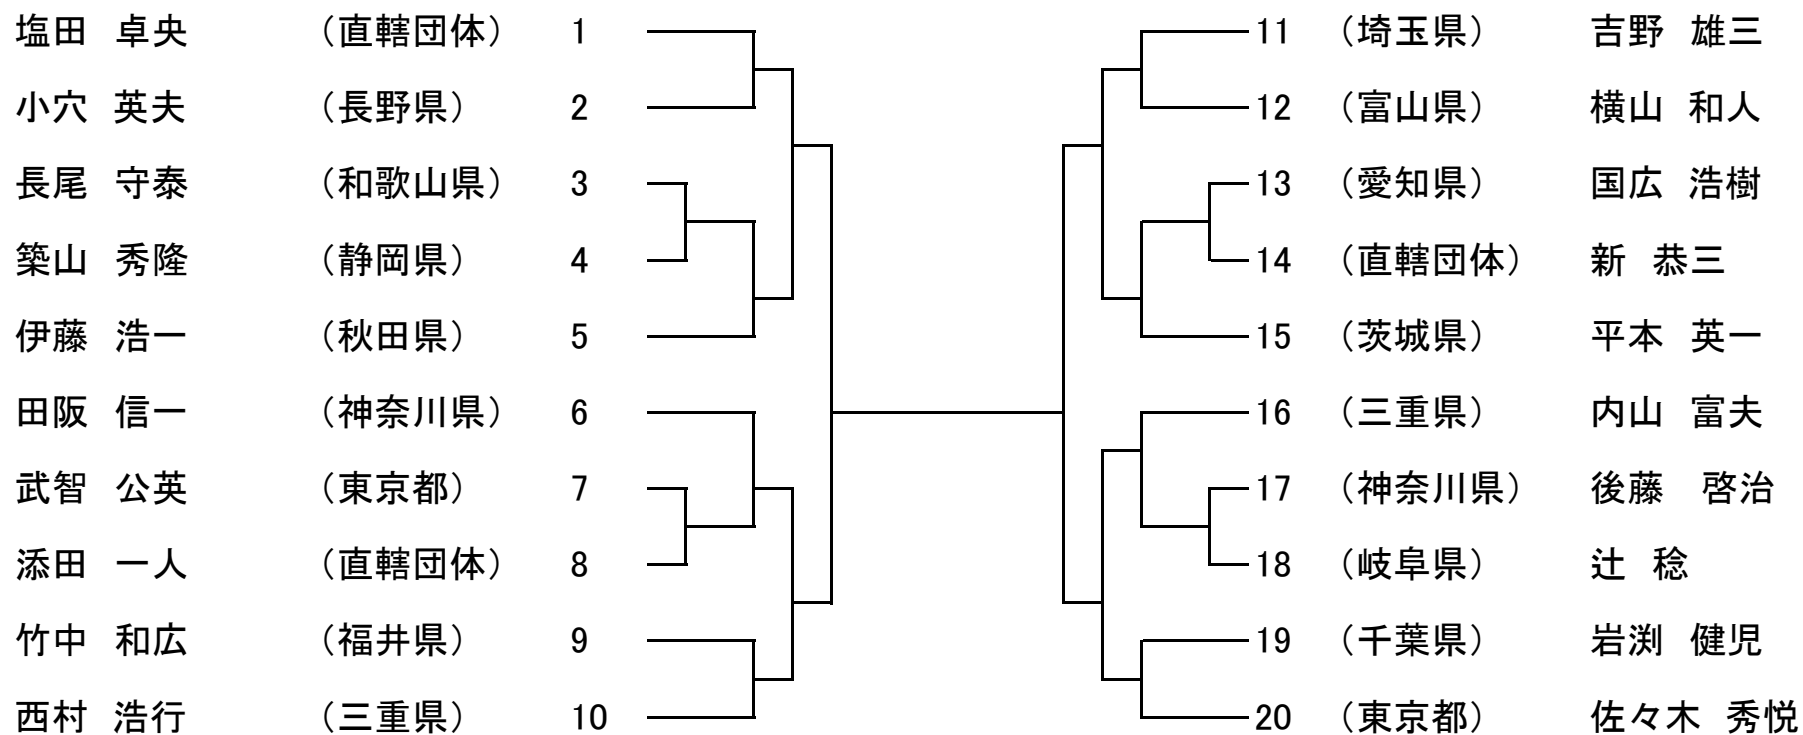 塩田 卓央 （直轄団体） 1
小穴 英夫 （長野県） 2
長尾 守泰 （和歌山県） 3
築山 秀隆 （静岡県） 4
伊藤 浩一 （秋田県） 5
田阪 信一 （神奈川県） 6
武智 公英 （東京都） 7
添田 一人 （直轄団体） 8
竹中 和広 （福井県） 9
西村 浩行 （三重県） 10
11 （埼玉県） 吉野 雄三
12 （富山県） 横山 和人
13 （愛知県） 国広 浩樹
14 （直轄団体） 新 恭三
15 （茨城県） 平本 英一
16 （三重県） 内山 富夫
17 （神奈川県） 後藤 啓治
18 （岐阜県） 辻 稔
19 （千葉県） 岩渕 健児
20 （東京都） 佐々木 秀悦